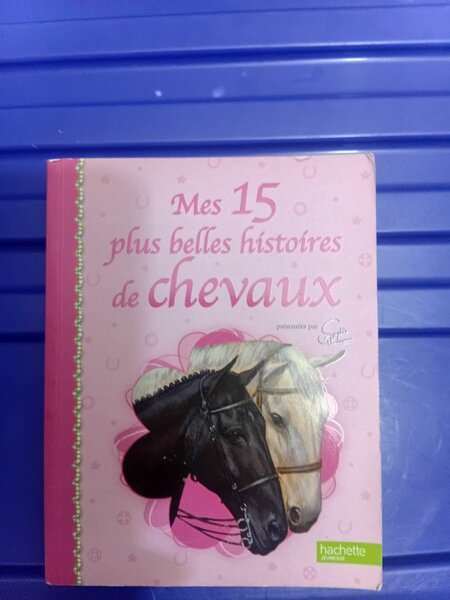 Mes 15
plus belles histoires
de chevaux
présentées par
hachette
JEUNESSE